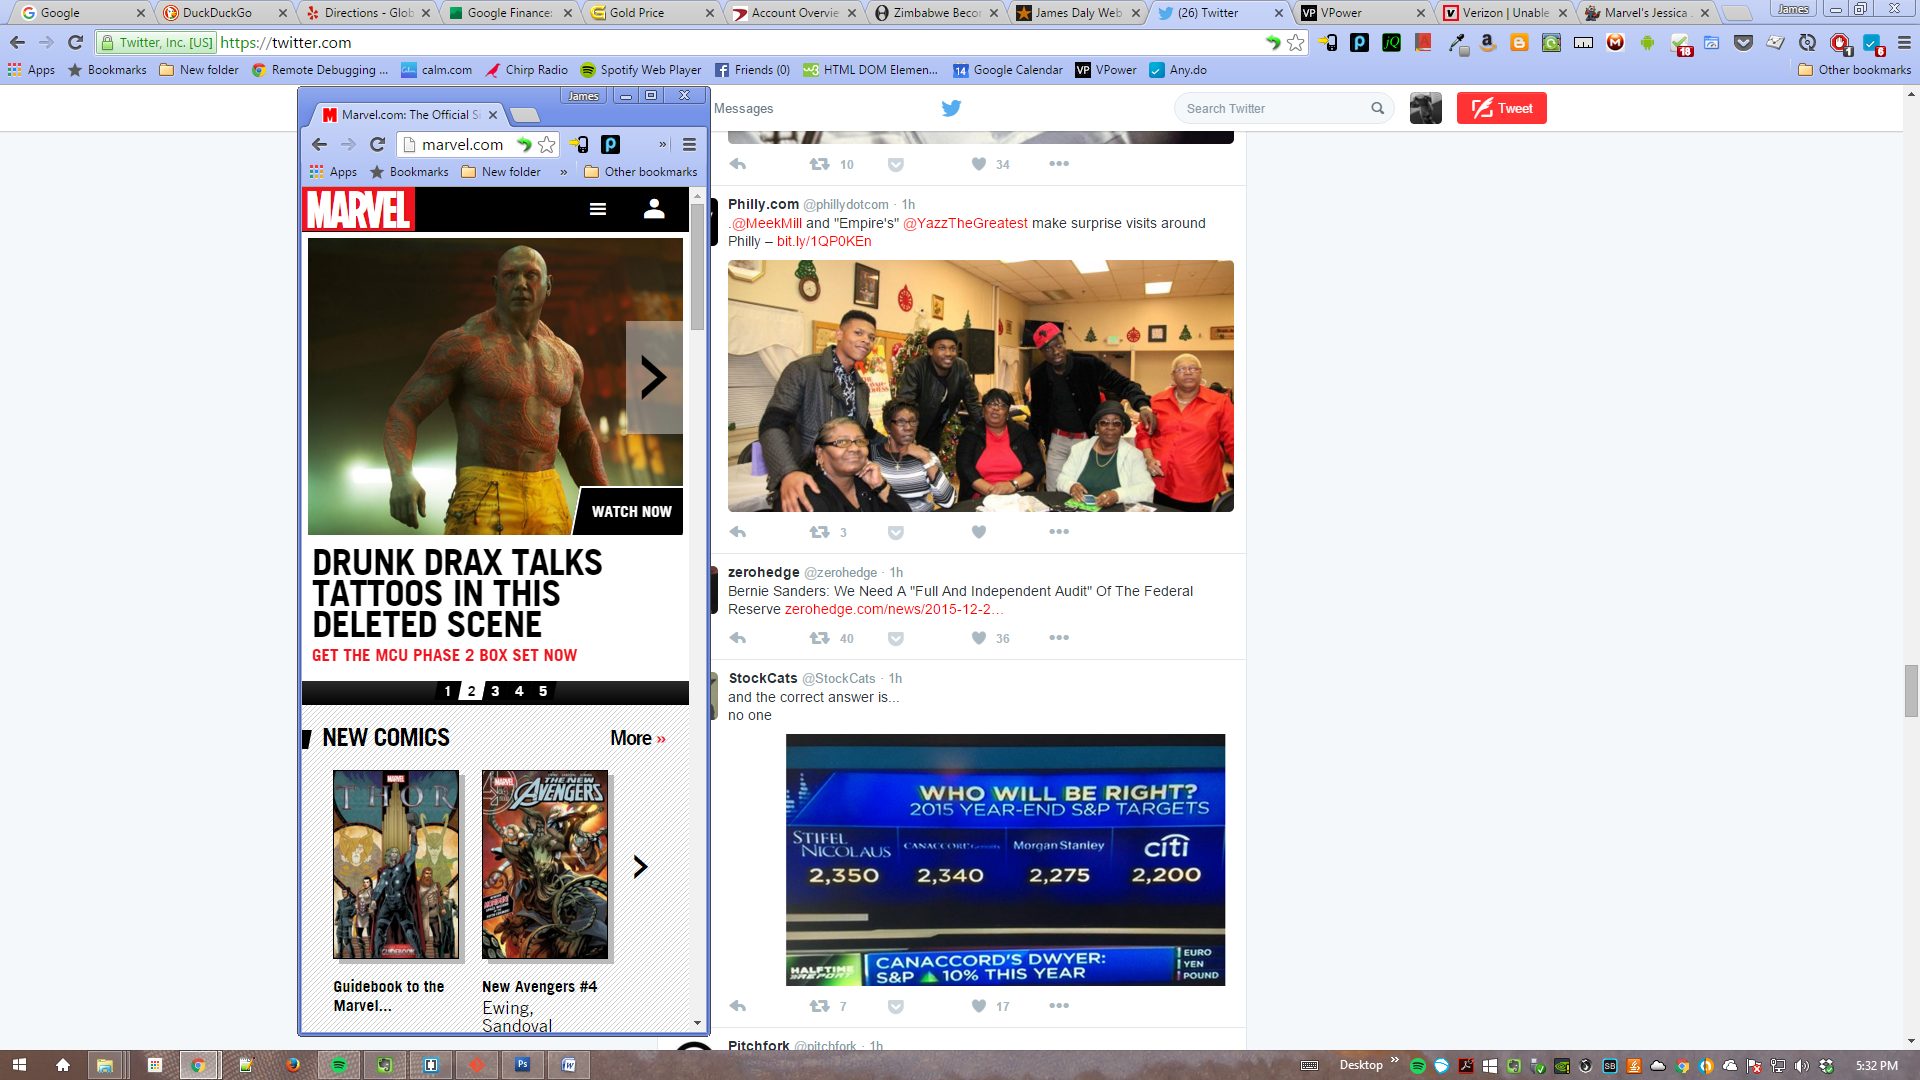 Google
DuckDuckGo
Directions - Glob
Google Finance:
Gold Price
Account Overvie
Zimbabwe Becor
James Daly Web
(26) Twitter
VPower
Verizon | Unable
Marvel's Jessica
James
Twitter, Inc. [US]
https://twitter.com
18
1
6
Apps
Bookmarks
New folder
Remote Debugging ...
calm.com
Chirp Radio
Spotify Web Player
Friends (0)
HTML DOM Elemen...
Google Calendar
VPower
Any.do
Other bookmarks
James
Marvel.com: The Official Si
marvel.com
»
Apps
Bookmarks
New folder
»
Other bookmarks
MARVEL
WATCH NOW
DRUNK DRAX TALKS
TATTOOS IN THIS
DELETED SCENE
GET THE MCU PHASE 2 BOX SET NOW
1 2 3 4 5
NEW COMICS
More »
MARVEL
THOR
GUIDEBOOK
MARVEL
THE NEW
AVENGERS
Guidebook to the
Marvel...
New Avengers #4
Ewing,
Sandoval
Messages
Search Twitter
Tweet
10
34
Philly.com @phillydotcom · 1h
.@MeekMill and "Empire's" @YazzTheGreatest make surprise visits around
Philly – bit.ly/1QP0KEn
3
zerohedge @zerohedge · 1h
Bernie Sanders: We Need A "Full And Independent Audit" Of The Federal
Reserve zerohedge.com/news/2015-12-2…
40
36
StockCats @StockCats · 1h
and the correct answer is...
no one
WHO WILL BE RIGHT?
2015 YEAR-END S&P TARGETS
STIFEL
NICOLAUS
CANACCORD Genuity
Morgan Stanley
citi
2,350
2,340
2,275
2,200
HALFTIME
REPORT
CANACCORD'S DWYER:
S&P ▲ 10% THIS YEAR
EURO
YEN
POUND
7
17
Pitchfork @pitchfork · 1h
Desktop
»
5:32 PM